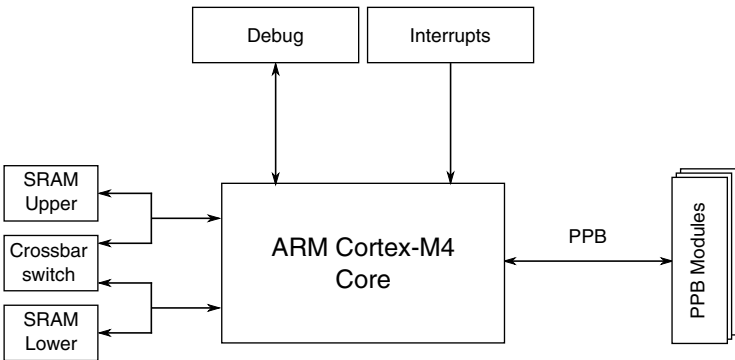 Debug
Interrupts
SRAM
Upper
Crossbar
switch
SRAM
Lower
ARM Cortex-M4
Core
PPB
PPB Modules